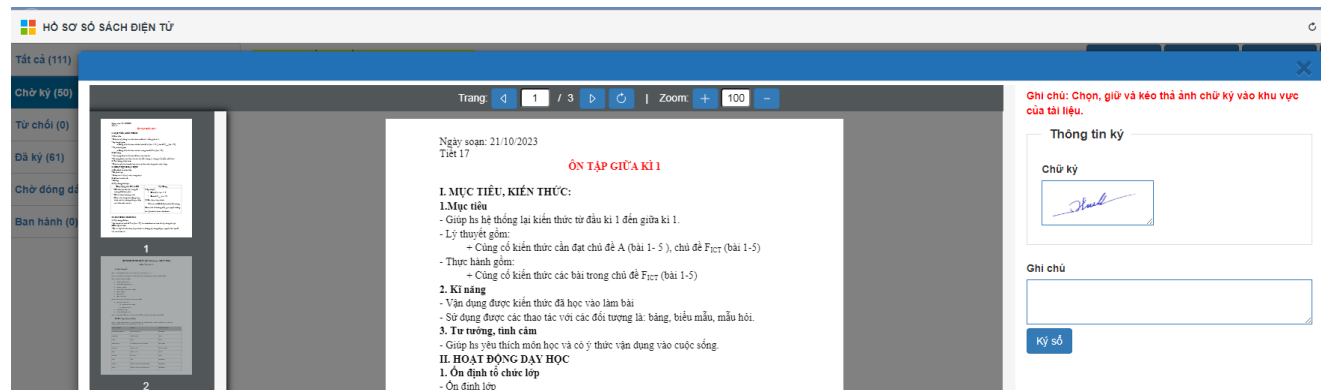 HỒ SƠ SỔ SÁCH ĐIỆN TỬ
Tất cả (111)
Chờ ký (50)
Từ chối (0)
Đã ký (61)
Chờ đóng dấ
Ban hành (0)
1
2
Trang: 1 / 3 | Zoom: + 100 -
Ngày soạn: 21/10/2023
Tiết 17
ÔN TẬP GIỮA KÌ 1
I. MỤC TIÊU, KIẾN THỨC:
1.Mục tiêu
- Giúp hs hệ thống lại kiến thức từ đầu kì 1 đến giữa kì 1.
- Lý thuyết gồm:
+ Củng cố kiến thức cần đạt chủ đề A (bài 1- 5 ), chủ đề FICT (bài 1-5)
- Thực hành gồm:
+ Củng cố kiến thức các bài trong chủ đề FICT (bài 1-5)
2. Kĩ năng
- Vận dụng được kiến thức đã học vào làm bài
- Sử dụng được các thao tác với các đối tượng là: bảng, biểu mẫu, mẫu hỏi.
3. Tư tưởng, tình cảm
- Giúp hs yêu thích môn học và có ý thức vận dụng vào cuộc sống.
II. HOẠT ĐỘNG DẠY HỌC
1. Ổn định tổ chức lớp
- Ổn định lớp
Ghi chú: Chọn, giữ và kéo thả ảnh chữ ký vào khu vực
của tài liệu.
Thông tin ký
Chữ ký
Ghi chú
Ký số